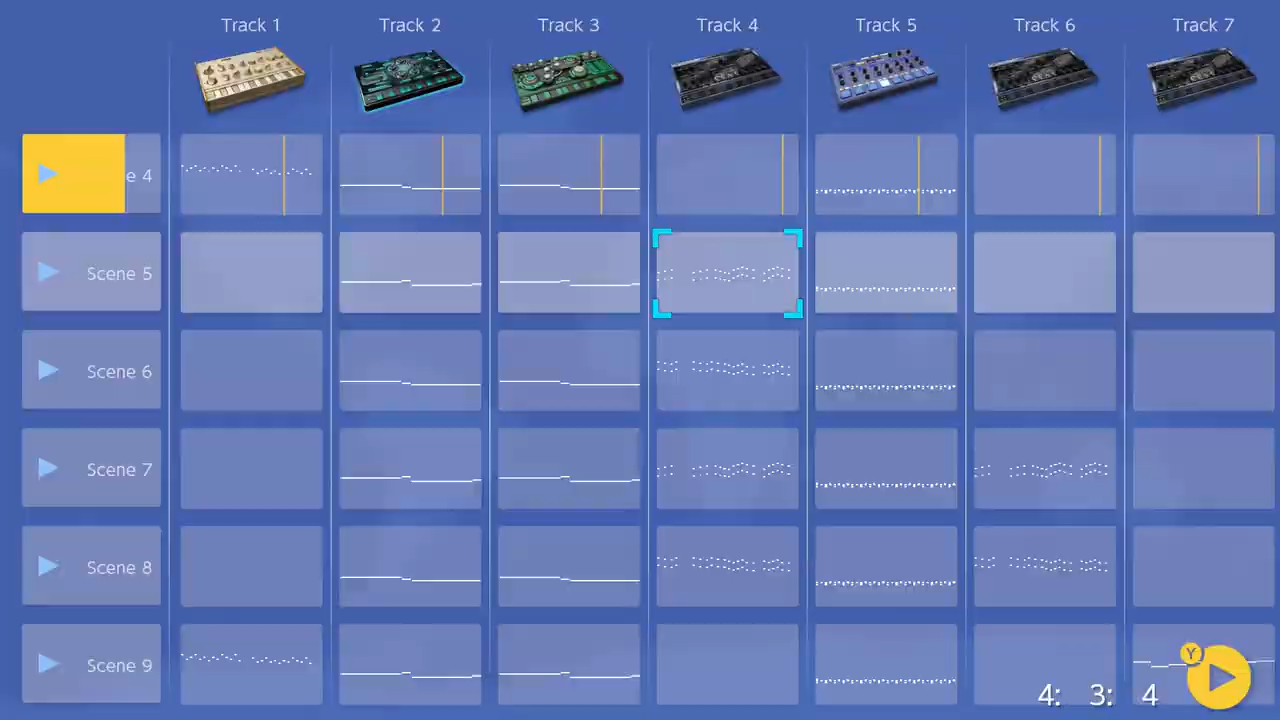 Track 1 Track 2 Track 3 Track 4 Track 5 Track 6 Track 7
e 4
Scene 5
Scene 6
Scene 7
Scene 8
Scene 9
Y
4: 3: 4